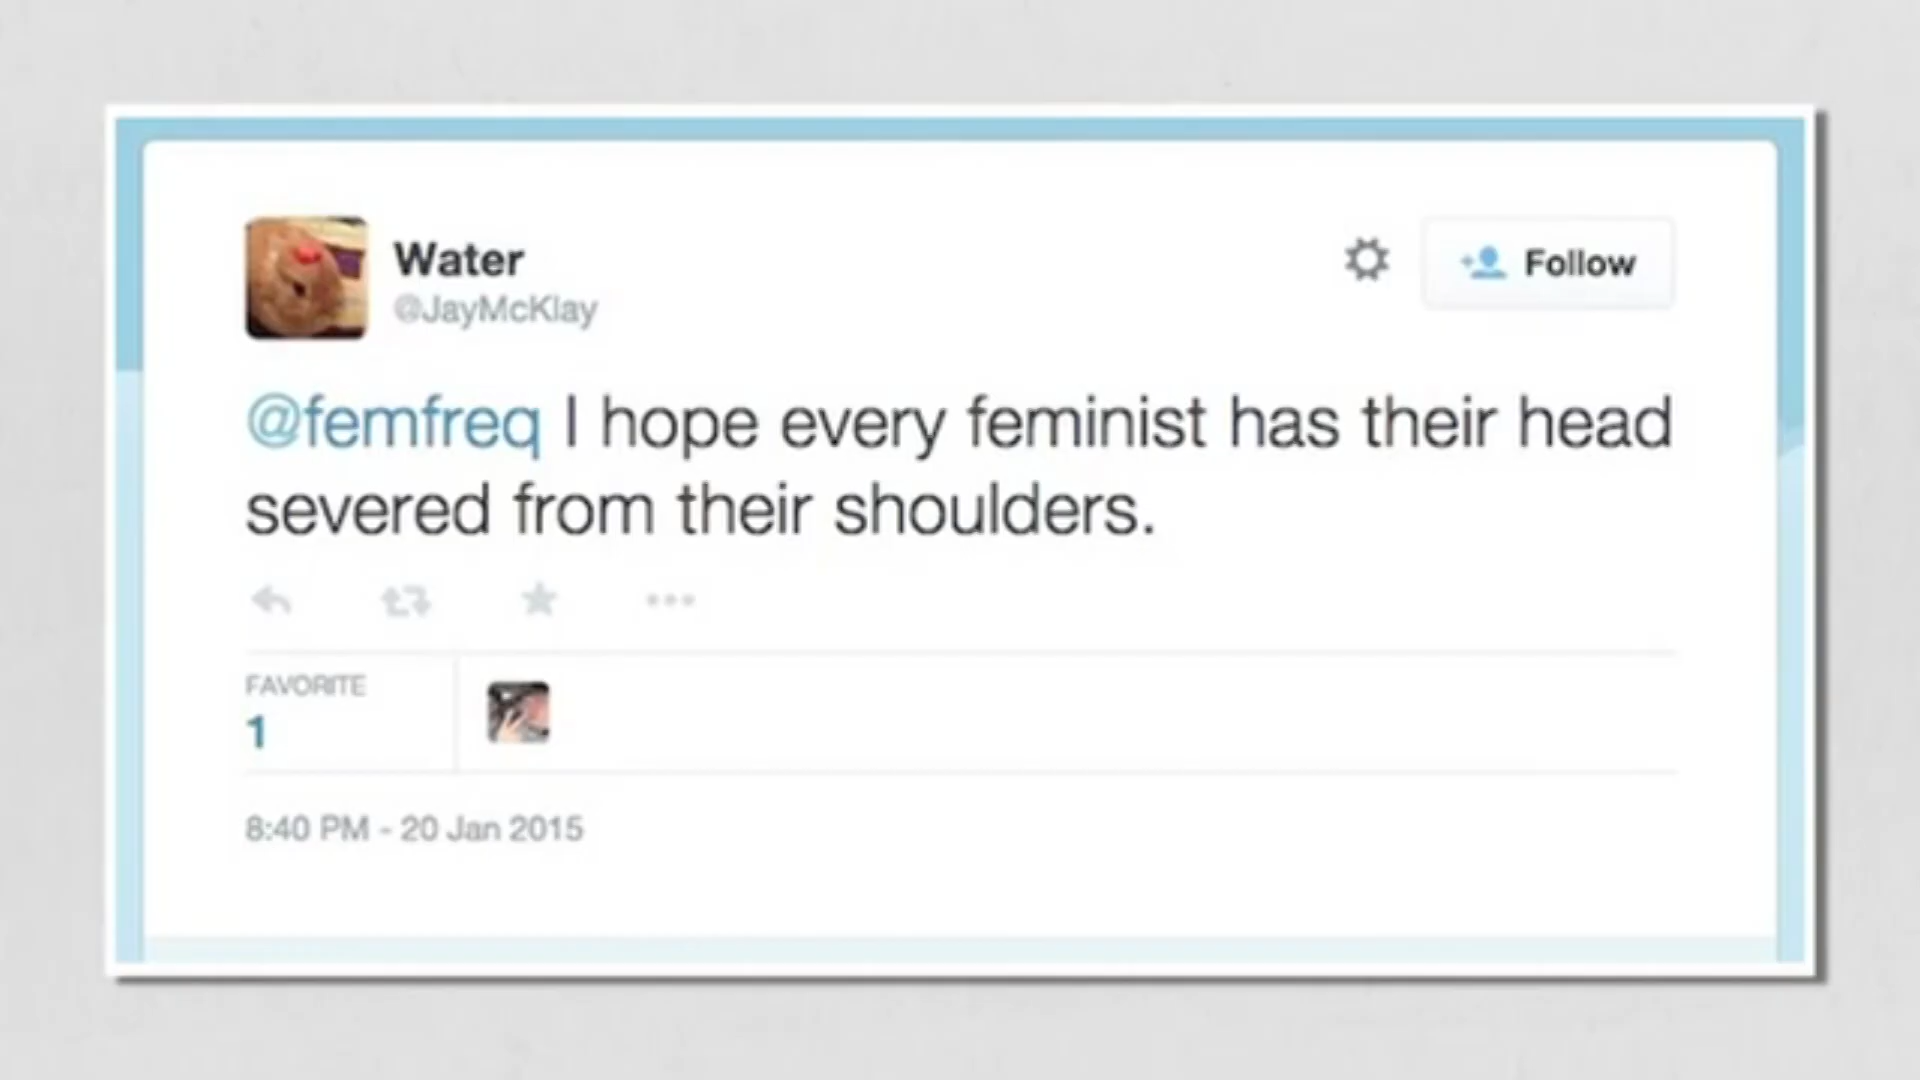 Water
@JayMcKlay
Follow
@femfreq I hope every feminist has their head
severed from their shoulders.
FAVORITE
1
8:40 PM - 20 Jan 2015